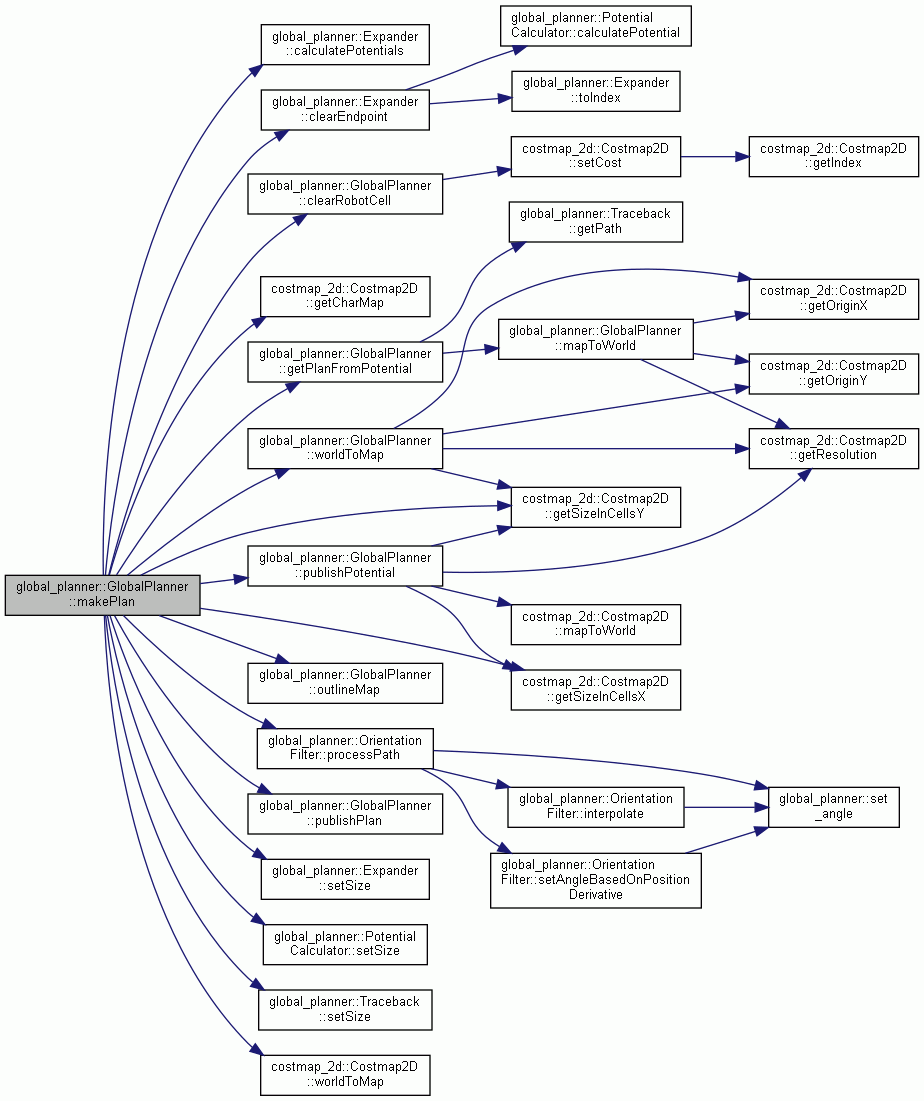 global_planner::GlobalPlanner
::makePlan
global_planner::Expander
::calculatePotentials
global_planner::Expander
::clearEndpoint
global_planner::GlobalPlanner
::clearRobotCell
costmap_2d::Costmap2D
::getCharMap
global_planner::GlobalPlanner
::getPlanFromPotential
global_planner::GlobalPlanner
::worldToMap
global_planner::GlobalPlanner
::publishPotential
global_planner::GlobalPlanner
::outlineMap
global_planner::Orientation
Filter::processPath
global_planner::GlobalPlanner
::publishPlan
global_planner::Expander
::setSize
global_planner::Potential
Calculator::setSize
global_planner::Traceback
::setSize
costmap_2d::Costmap2D
::worldToMap
global_planner::Potential
Calculator::calculatePotential
global_planner::Expander
::toIndex
costmap_2d::Costmap2D
::setCost
global_planner::Traceback
::getPath
global_planner::GlobalPlanner
::mapToWorld
costmap_2d::Costmap2D
::getSizeInCellsY
costmap_2d::Costmap2D
::mapToWorld
costmap_2d::Costmap2D
::getSizeInCellsX
global_planner::Orientation
Filter::interpolate
global_planner::Orientation
Filter::setAngleBasedOnPosition
Derivative
costmap_2d::Costmap2D
::getIndex
costmap_2d::Costmap2D
::getOriginX
costmap_2d::Costmap2D
::getOriginY
costmap_2d::Costmap2D
::getResolution
global_planner::set
_angle